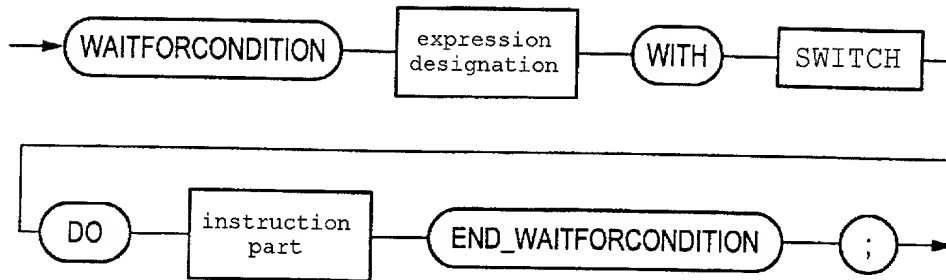 WAITFORCONDITION
expression
designation
WITH
SWITCH
DO
instruction
part
END_WAITFORCONDITION
;